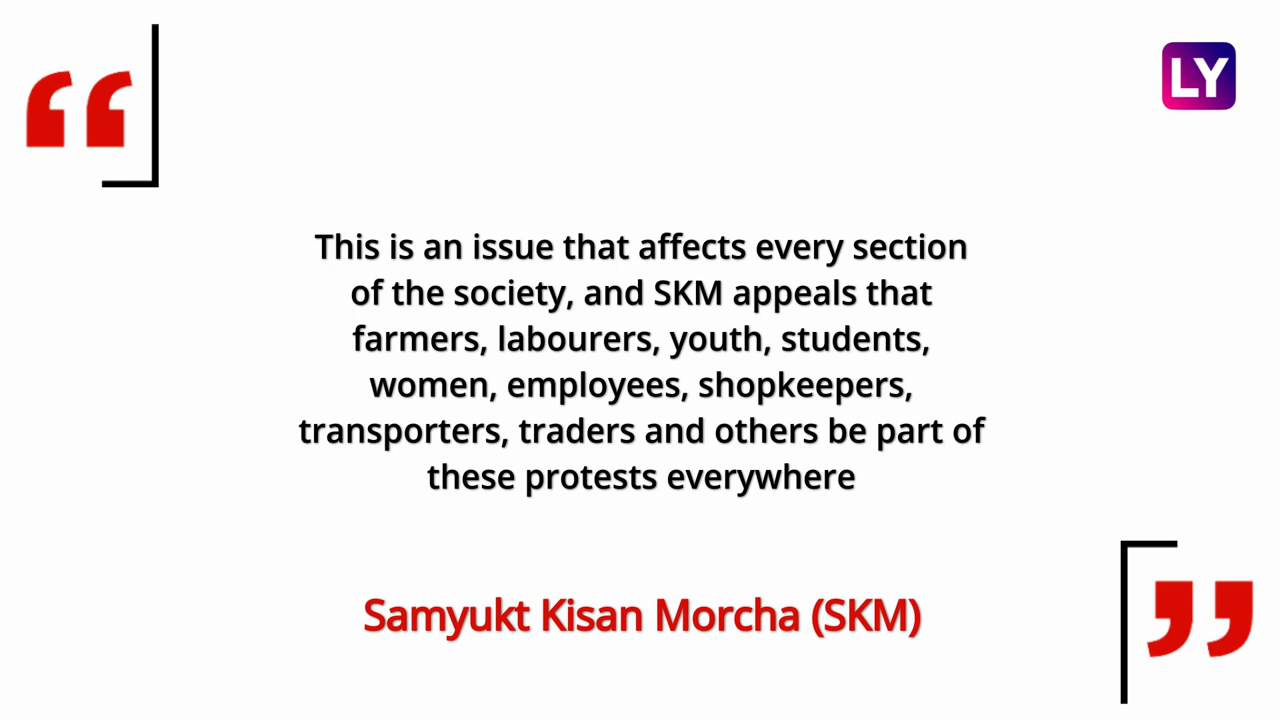 LY
This is an issue that affects every section
of the society, and SKM appeals that
farmers, labourers, youth, students,
women, employees, shopkeepers,
transporters, traders and others be part of
these protests everywhere
Samyukt Kisan Morcha (SKM)